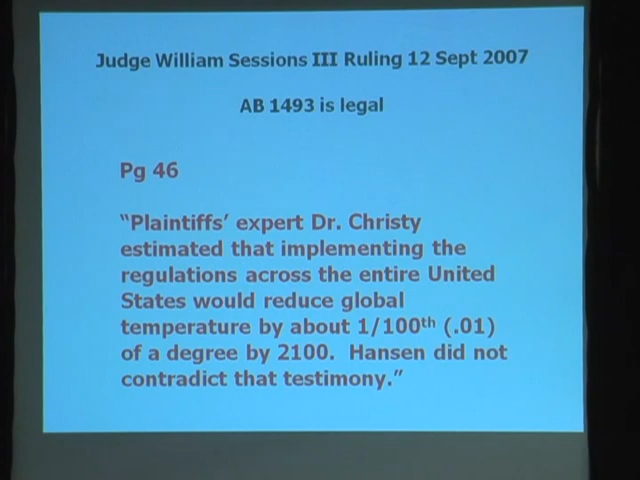 Judge William Sessions III Ruling 12 Sept 2007
AB 1493 is legal
Pg 46
“Plaintiffs’ expert Dr. Christy
estimated that implementing the
regulations across the entire United
States would reduce global
temperature by about 1/100th (.01)
of a degree by 2100.  Hansen did not
contradict that testimony.”